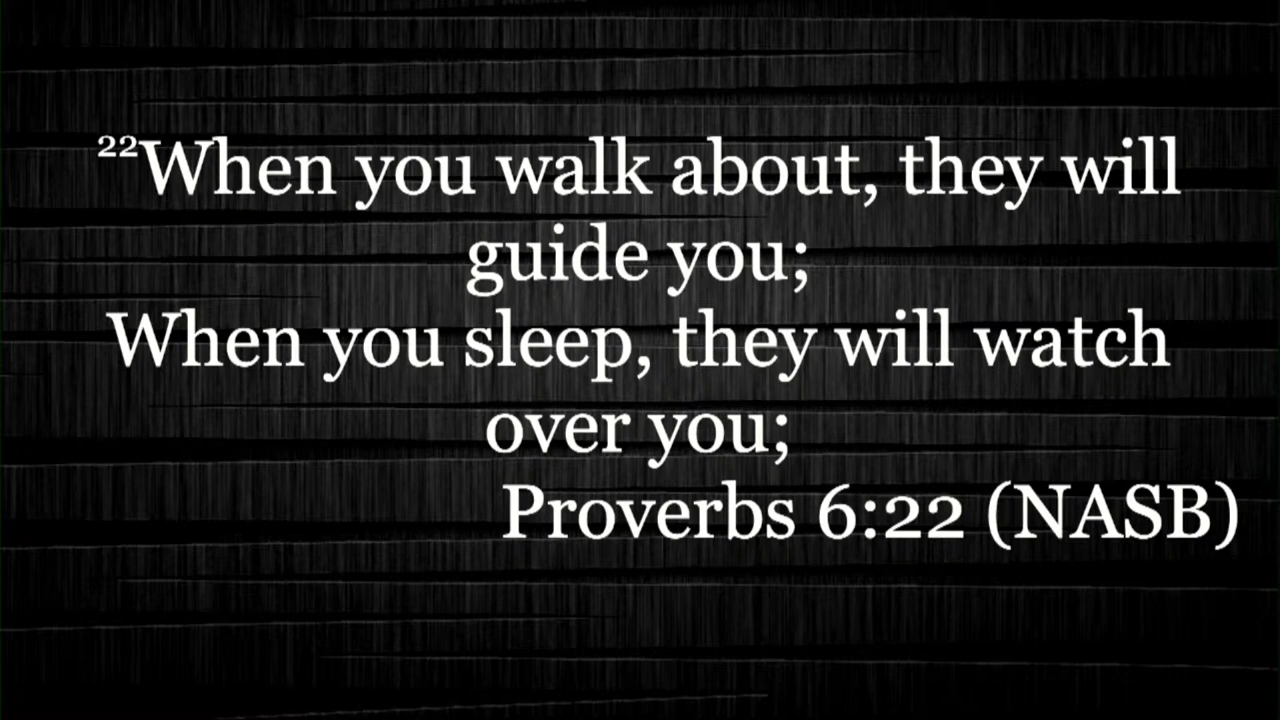 ²²When you walk about, they will
guide you;
When you sleep, they will watch
over you;
Proverbs 6:22 (NASB)